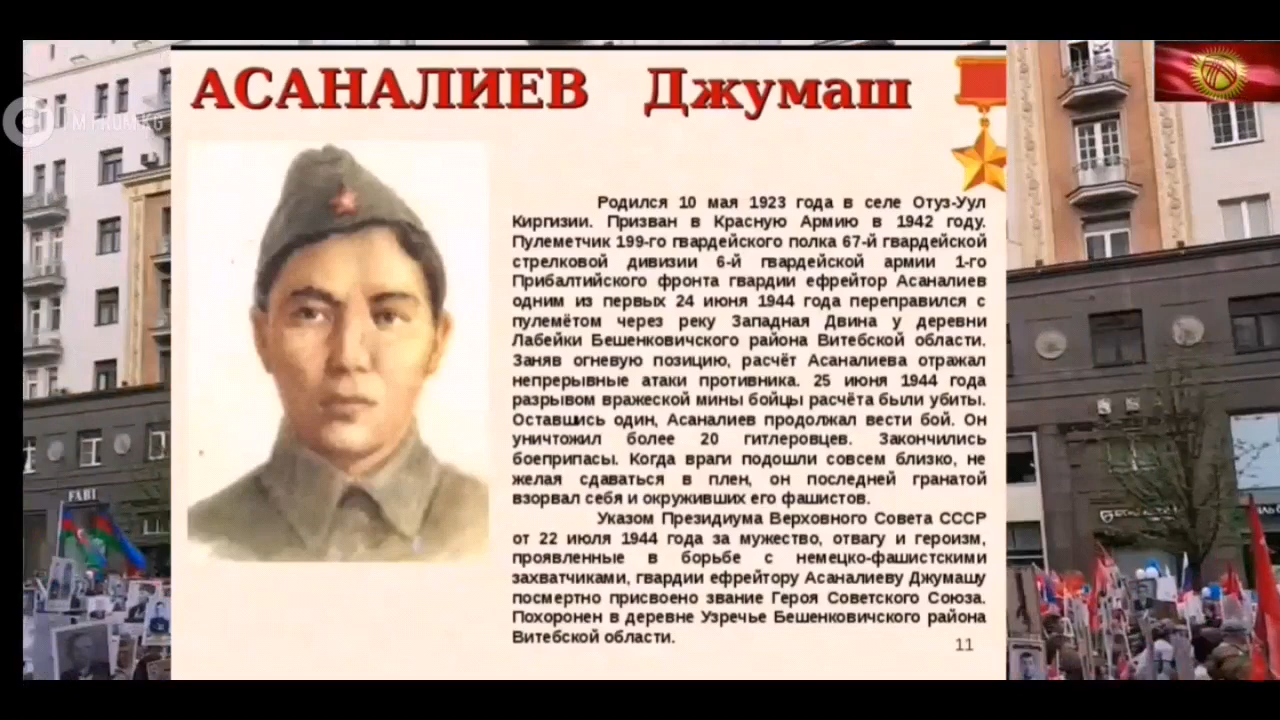 АСАНАЛИЕВ Джумаш
Родился 10 мая 1923 года в селе Отуз-Уул
Киргизии. Призван в Красную Армию в 1942 году.
Пулеметчик 199-го гвардейского полка 67-й гвардейской
стрелковой дивизии 6-й гвардейской армии 1-го
Прибалтийского фронта гвардии ефрейтор Асаналиев
одним из первых 24 июня 1944 года переправился с
пулемётом через реку Западная Двина у деревни
Лабейки Бешенковичского района Витебской области.
Заняв огневую позицию, расчёт Асаналиева отражал
непрерывные атаки противника. 25 июня 1944 года
разрывом вражеской мины бойцы расчёта были убиты.
Оставшись один, Асаналиев продолжал вести бой. Он
уничтожил более 20 гитлеровцев. Закончились
боеприпасы. Когда враги подошли совсем близко, не
желая сдаваться в плен, он последней гранатой
взорвал себя и окруживших его фашистов.
Указом Президиума Верховного Совета СССР
от 22 июля 1944 года за мужество, отвагу и героизм,
проявленные в борьбе с немецко-фашистскими
захватчиками, гвардии ефрейтору Асаналиеву Джумашу
посмертно присвоено звание Героя Советского Союза.
Похоронен в деревне Узречье Бешенковичского района
Витебской области.
11
FABI